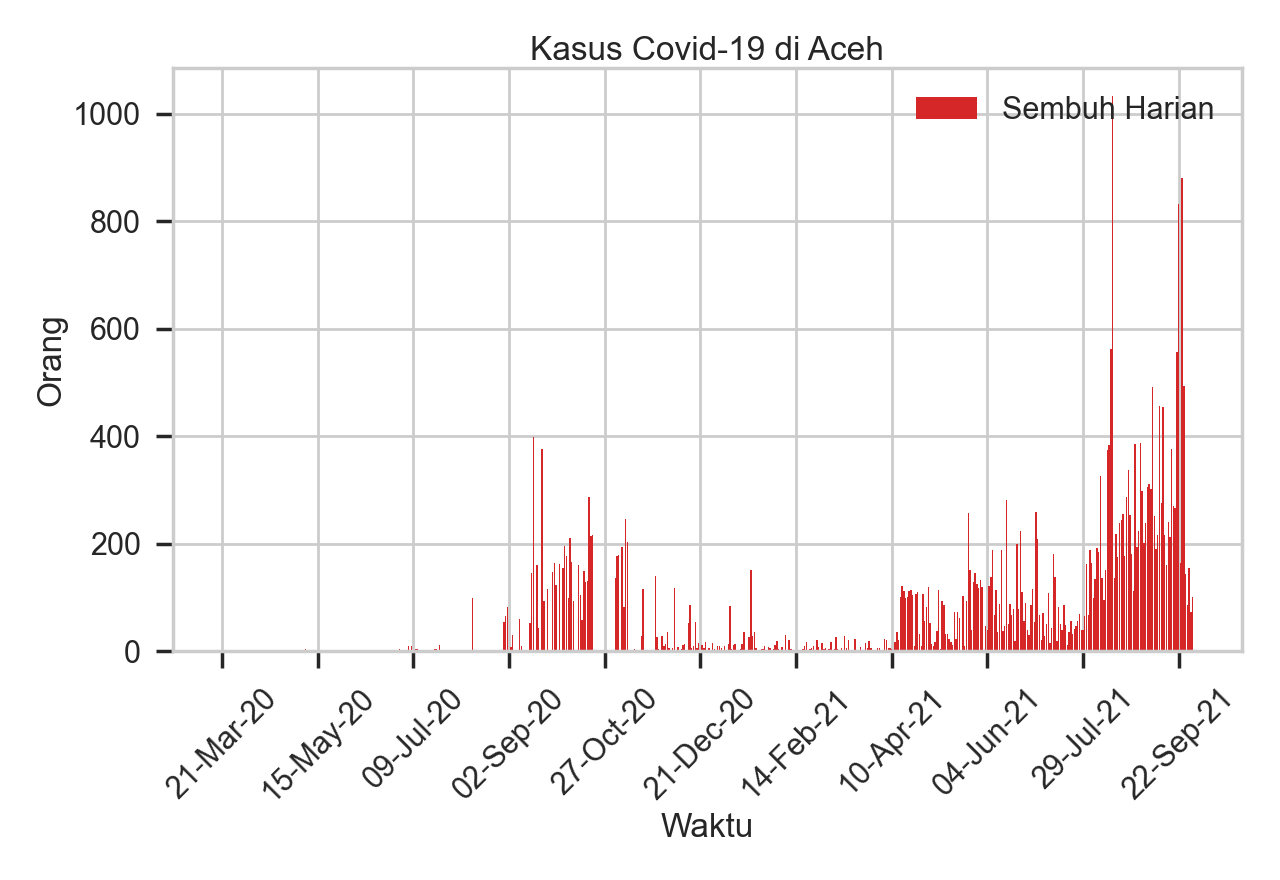 Kasus Covid-19 di Aceh
Sembuh Harian
1000
800
600
400
200
0
Orang
21-Mar-20
15-May-20
09-Jul-20
02-Sep-20
27-Oct-20
21-Dec-20
14-Feb-21
10-Apr-21
04-Jun-21
29-Jul-21
22-Sep-21
Waktu